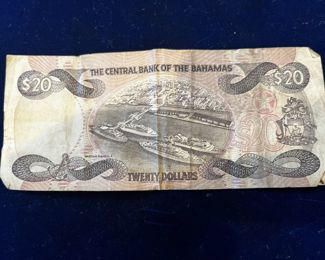 $20
$20
THE CENTRAL BANK OF THE BAHAMAS
TWENTY DOLLARS